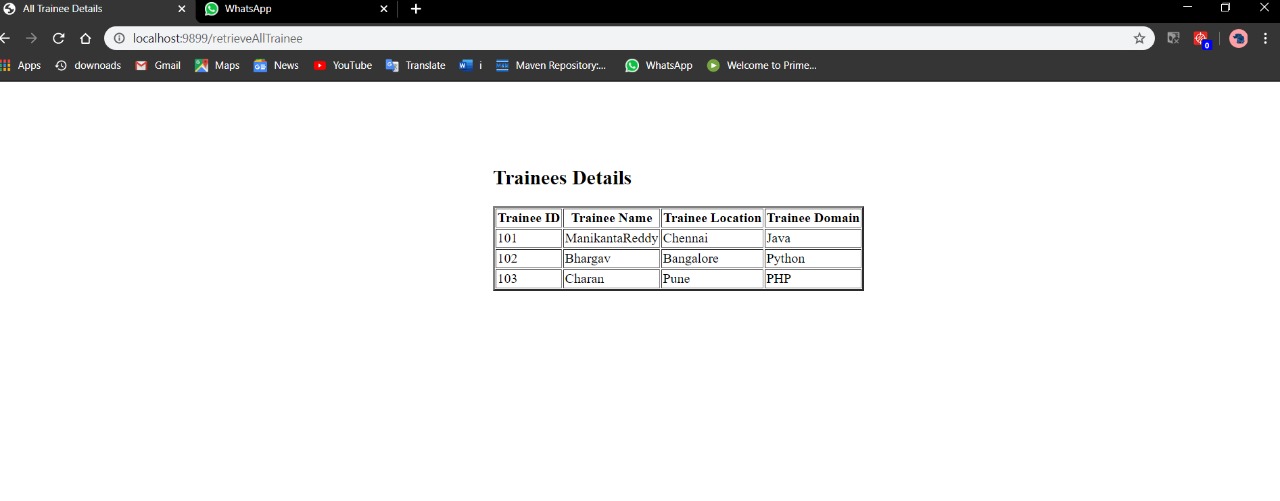 All Trainee Details WhatsApp
localhost:9899/retrieveAllTrainee
0
Apps downoads Gmail Maps News YouTube Translate i Maven Repository:... WhatsApp Welcome to Prime...
Trainees Details
Trainee ID Trainee Name Trainee Location Trainee Domain
101 ManikantaReddy Chennai Java
102 Bhargav Bangalore Python
103 Charan Pune PHP